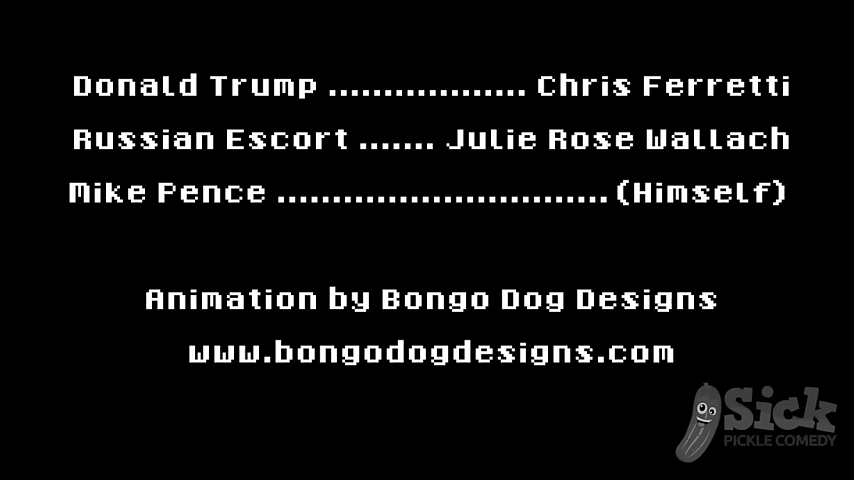 Donald Trump .................. Chris Ferretti
Russian Escort ....... Julie Rose Wallach
Mike Pence .............................. (Himself)
Animation by Bongo Dog Designs
www.bongodogdesigns.com
Sick
PICKLE COMEDY